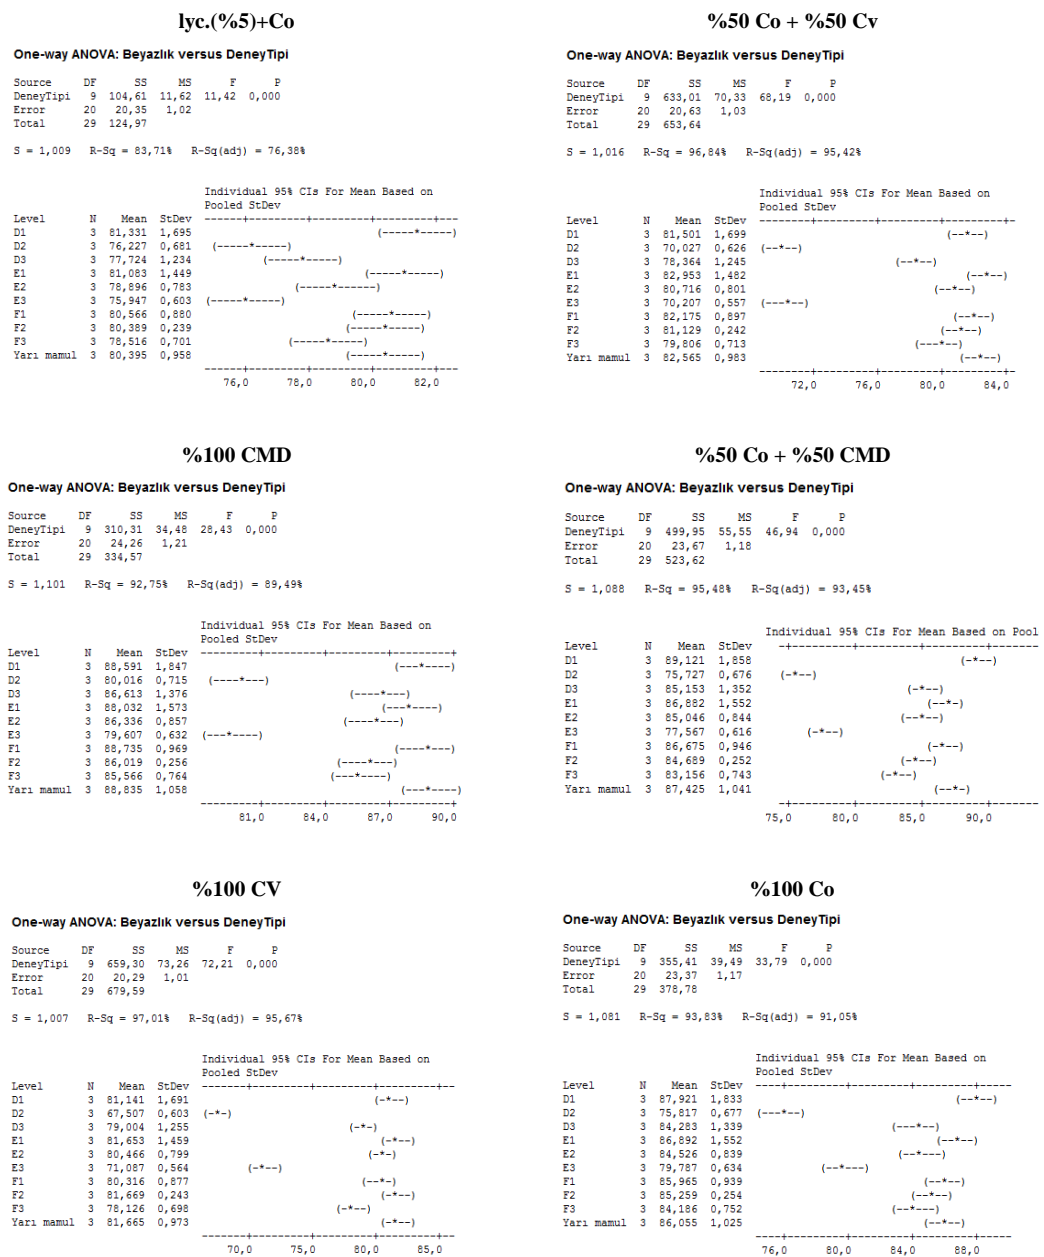 lyc.(%5)+Co
One-way ANOVA: Beyazlık versus DeneyTipi
Source DF SS MS F P
DeneyTipi 9 104,61 11,62 11,42 0,000
Error 20 20,35 1,02
Total 29 124,97
S = 1,009 R-Sq = 83,71% R-Sq(adj) = 76,38%
Individual 95% CIs For Mean Based on
Pooled StDev
Level N Mean StDev ------+---------+---------+---------+---
D1 3 81,331 1,695 (-----*-----)
D2 3 76,227 0,681 (-----*-----)
D3 3 77,724 1,234 (-----*-----)
E1 3 81,083 1,449 (-----*-----)
E2 3 78,896 0,783 (-----*------)
E3 3 75,947 0,603 (-----*-----)
F1 3 80,566 0,880 (-----*-----)
F2 3 80,389 0,239 (-----*-----)
F3 3 78,516 0,701 (-----*-----)
Yarı mamul 3 80,395 0,958 (-----*-----)
------+---------+---------+---------+---
76,0 78,0 80,0 82,0
%50 Co + %50 Cv
One-way ANOVA: Beyazlık versus DeneyTipi
Source DF SS MS F P
DeneyTipi 9 633,01 70,33 68,19 0,000
Error 20 20,63 1,03
Total 29 653,64
S = 1,016 R-Sq = 96,84% R-Sq(adj) = 95,42%
Individual 95% CIs For Mean Based on
Pooled StDev
Level N Mean StDev --------+---------+---------+---------+-
D1 3 81,501 1,699 (--*--)
D2 3 70,027 0,626 (--*--)
D3 3 78,364 1,245 (--*--)
E1 3 82,953 1,482 (--*--)
E2 3 80,716 0,801 (--*--)
E3 3 70,207 0,557 (---*--)
F1 3 82,175 0,897 (--*--)
F2 3 81,129 0,242 (--*--)
F3 3 79,806 0,713 (---*--)
Yarı mamul 3 82,565 0,983 (--*--)
--------+---------+---------+---------+-
72,0 76,0 80,0 84,0
%100 CMD
One-way ANOVA: Beyazlık versus DeneyTipi
Source DF SS MS F P
DeneyTipi 9 310,31 34,48 28,43 0,000
Error 20 24,26 1,21
Total 29 334,57
S = 1,101 R-Sq = 92,75% R-Sq(adj) = 89,49%
Individual 95% CIs For Mean Based on
Pooled StDev
Level N Mean StDev ---------+---------+---------+---------+
D1 3 88,591 1,847 (---*----)
D2 3 80,016 0,715 (----*---)
D3 3 86,613 1,376 (----*---)
E1 3 88,032 1,573 (---*----)
E2 3 86,336 0,857 (----*---)
E3 3 79,607 0,632 (---*----)
F1 3 88,735 0,969 (----*---)
F2 3 86,019 0,256 (----*---)
F3 3 85,566 0,764 (---*----)
Yarı mamul 3 88,835 1,058 (---*----)
---------+---------+---------+---------+
81,0 84,0 87,0 90,0
%50 Co + %50 CMD
One-way ANOVA: Beyazlık versus DeneyTipi
Source DF SS MS F P
DeneyTipi 9 499,95 55,55 46,94 0,000
Error 20 23,67 1,18
Total 29 523,62
S = 1,088 R-Sq = 95,48% R-Sq(adj) = 93,45%
Individual 95% CIs For Mean Based on Pool
Level N Mean StDev -+---------+---------+---------+-------
D1 3 89,121 1,858 (-*--)
D2 3 75,727 0,676 (-*--)
D3 3 85,153 1,352 (-*--)
E1 3 86,882 1,552 (--*-)
E2 3 85,046 0,844 (--*--)
E3 3 77,567 0,616 (-*--)
F1 3 86,675 0,946 (-*--)
F2 3 84,689 0,252 (-*--)
F3 3 83,156 0,743 (-*--)
Yarı mamul 3 87,425 1,041 (--*-)
-+---------+---------+---------+-------
75,0 80,0 85,0 90,0
%100 CV
One-way ANOVA: Beyazlık versus DeneyTipi
Source DF SS MS F P
DeneyTipi 9 659,30 73,26 72,21 0,000
Error 20 20,29 1,01
Total 29 679,59
S = 1,007 R-Sq = 97,01% R-Sq(adj) = 95,67%
Individual 95% CIs For Mean Based on
Pooled StDev
Level N Mean StDev -------+---------+---------+---------+--
D1 3 81,141 1,691 (-*--)
D2 3 67,507 0,603 (-*-)
D3 3 79,004 1,255 (-*-)
E1 3 81,653 1,459 (-*--)
E2 3 80,466 0,799 (-*-)
E3 3 71,087 0,564 (-*--)
F1 3 80,316 0,877 (--*-)
F2 3 81,669 0,243 (-*--)
F3 3 78,126 0,698 (-*--)
Yarı mamul 3 81,665 0,973 (-*--)
-------+---------+---------+---------+--
70,0 75,0 80,0 85,0
%100 Co
One-way ANOVA: Beyazlık versus DeneyTipi
Source DF SS MS F P
DeneyTipi 9 355,41 39,49 33,79 0,000
Error 20 23,37 1,17
Total 29 378,78
S = 1,081 R-Sq = 93,83% R-Sq(adj) = 91,05%
Individual 95% CIs For Mean Based on
Pooled StDev
Level N Mean StDev ----+---------+---------+---------+-----
D1 3 87,921 1,833 (--*--)
D2 3 75,817 0,677 (---*--)
D3 3 84,283 1,339 (---*--)
E1 3 86,892 1,552 (--*--)
E2 3 84,526 0,839 (--*---)
E3 3 79,787 0,634 (--*---)
F1 3 85,965 0,939 (--*--)
F2 3 85,259 0,254 (--*--)
F3 3 84,186 0,752 (--*---)
Yarı mamul 3 86,055 1,025 (--*--)
----+---------+---------+---------+-----
76,0 80,0 84,0 88,0